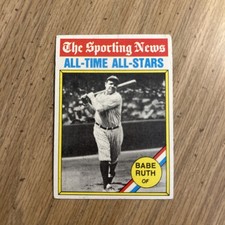 The Sporting News
ALL-TIME ALL-STARS
BABE
RUTH
OF